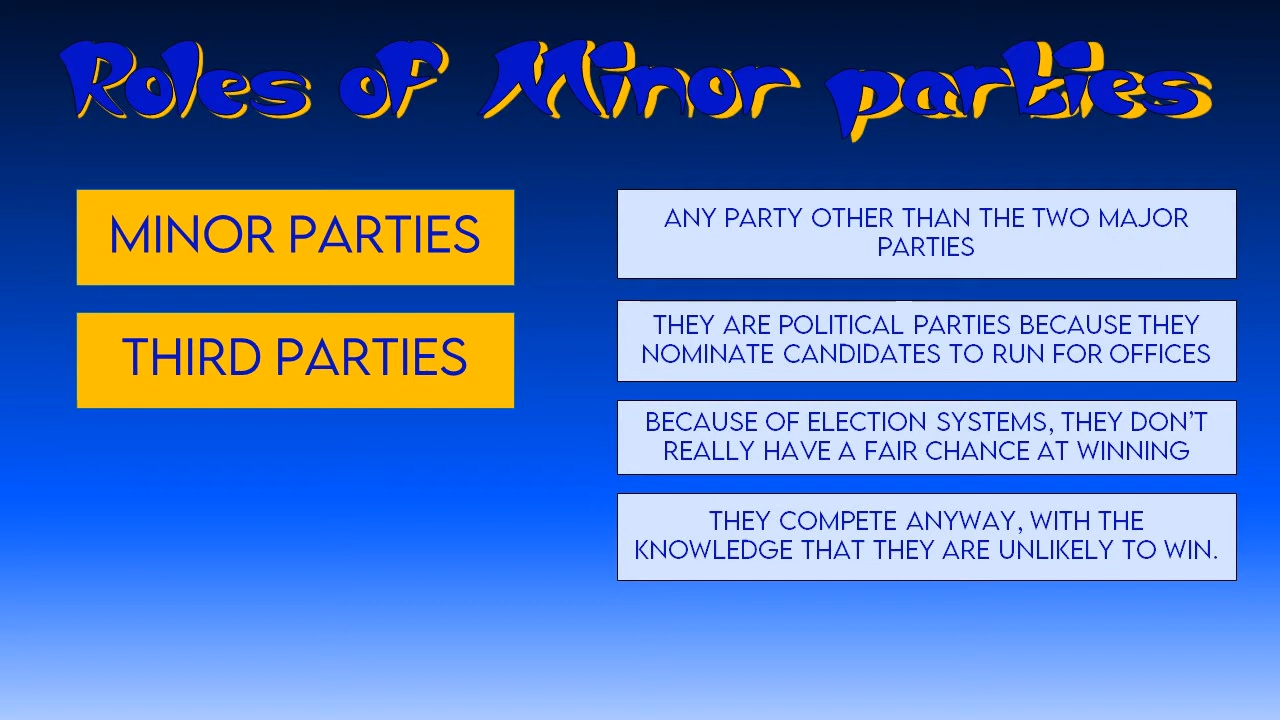 Roles of Minor parties
MINOR PARTIES
THIRD PARTIES
ANY PARTY OTHER THAN THE TWO MAJOR
PARTIES
THEY ARE POLITICAL PARTIES BECAUSE THEY
NOMINATE CANDIDATES TO RUN FOR OFFICES
BECAUSE OF ELECTION SYSTEMS, THEY DON'T
REALLY HAVE A FAIR CHANCE AT WINNING
THEY COMPETE ANYWAY, WITH THE
KNOWLEDGE THAT THEY ARE UNLIKELY TO WIN.